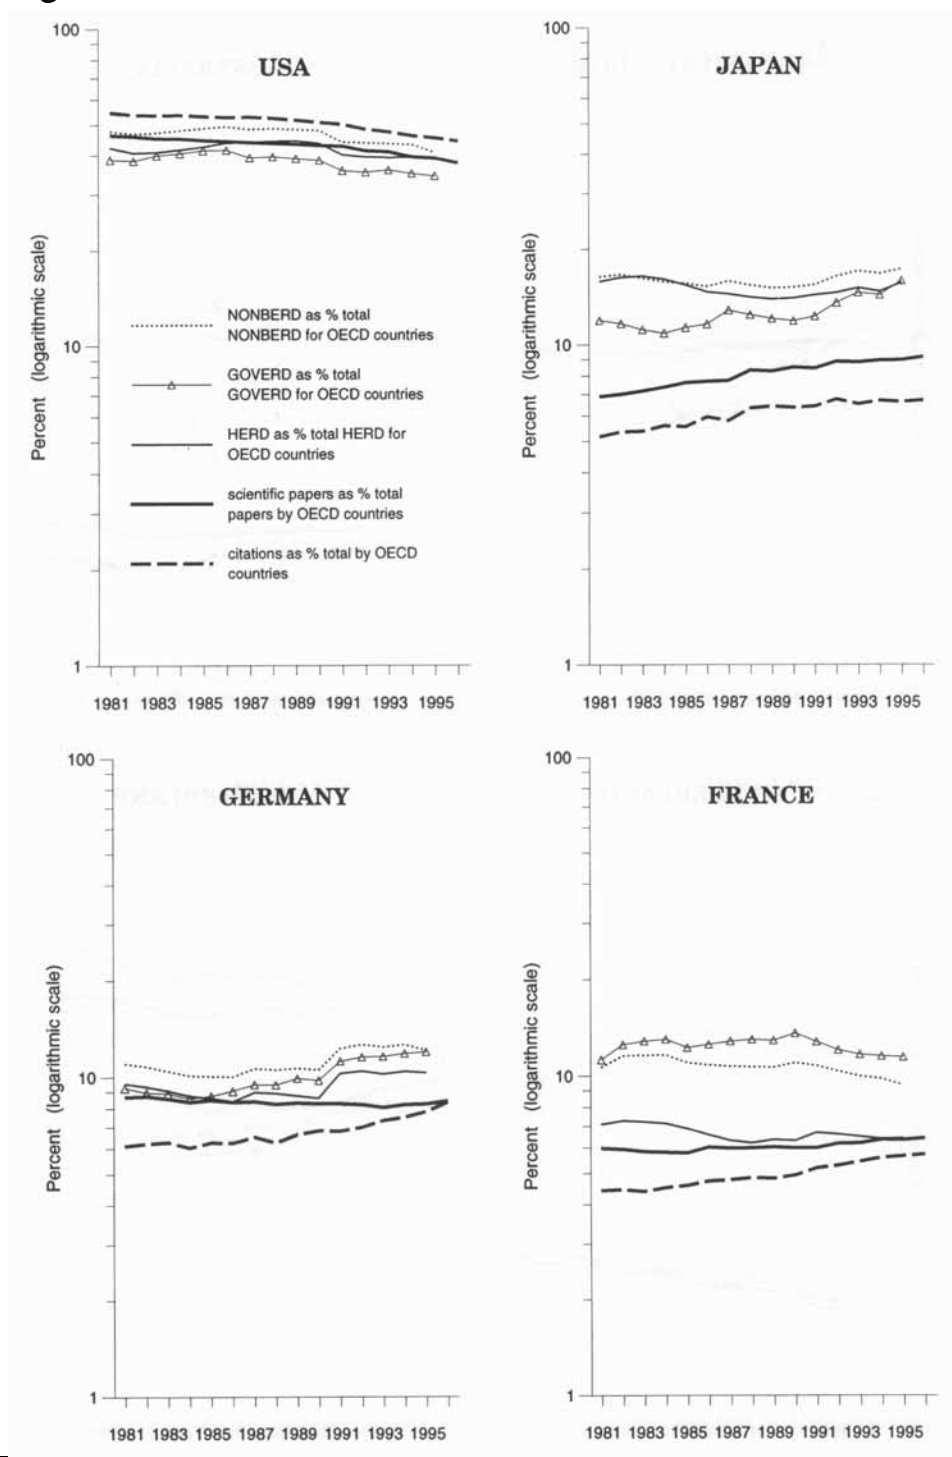 100
USA
Percent (logarithmic scale)
10
1
NONBERD as % total
NONBERD for OECD countries
GOVERD as % total
GOVERD for OECD countries
HERD as % total HERD for
OECD countries
scientific papers as % total
papers by OECD countries
citations as % total by OECD
countries
1981 1983 1985 1987 1989 1991 1993 1995
100
JAPAN
Percent (logarithmic scale)
10
1
1981 1983 1985 1987 1989 1991 1993 1995
100
GERMANY
Percent (logarithmic scale)
10
1
1981 1983 1985 1987 1989 1991 1993 1995
100
FRANCE
Percent (logarithmic scale)
10
1
1981 1983 1985 1987 1989 1991 1993 1995